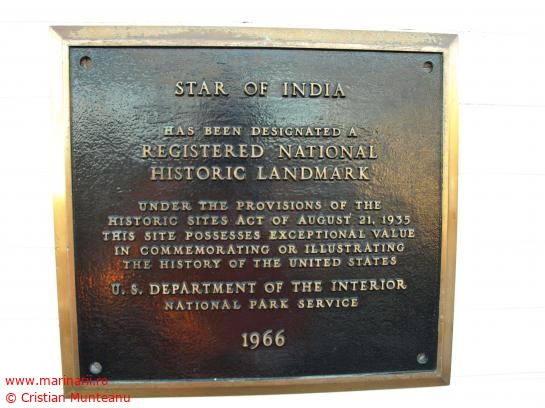 STAR OF INDIA
HAS BEEN DESIGNATED A
REGISTERED NATIONAL
HISTORIC LANDMARK
UNDER THE PROVISIONS OF THE
HISTORIC SITES ACT OF AUGUST 21, 1935
THIS SITE POSSESSES EXCEPTIONAL VALUE
IN COMMEMORATING OR ILLUSTRATING
THE HISTORY OF THE UNITED STATES
U. S. DEPARTMENT OF THE INTERIOR
NATIONAL PARK SERVICE
1966
www.marinarii.ro
© Cristian Munteanu